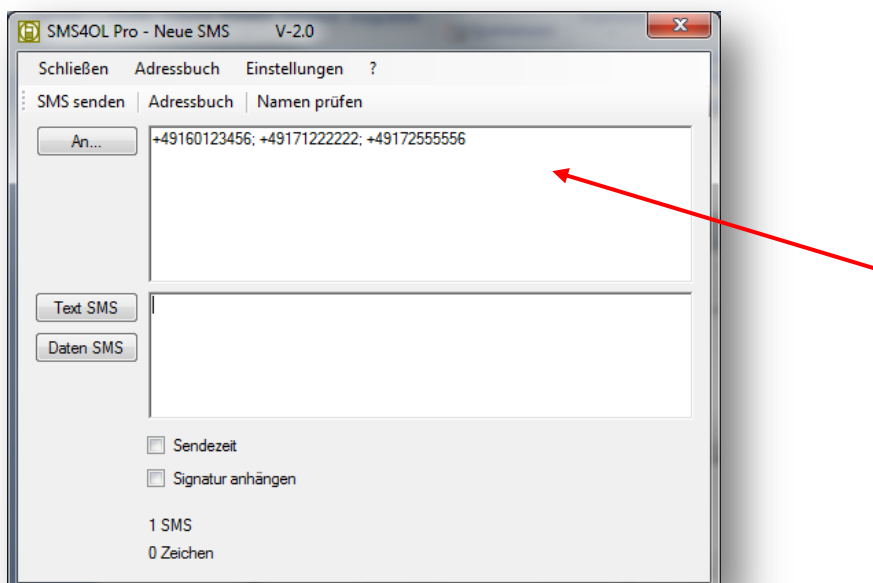 SMS4OL Pro - Neue SMS V-2.0
Schließen Adressbuch Einstellungen ?
SMS senden Adressbuch Namen prüfen
An... +49160123456; +49171222222; +49172555556
Text SMS
Daten SMS
Sendezeit
Signatur anhängen
1 SMS
0 Zeichen